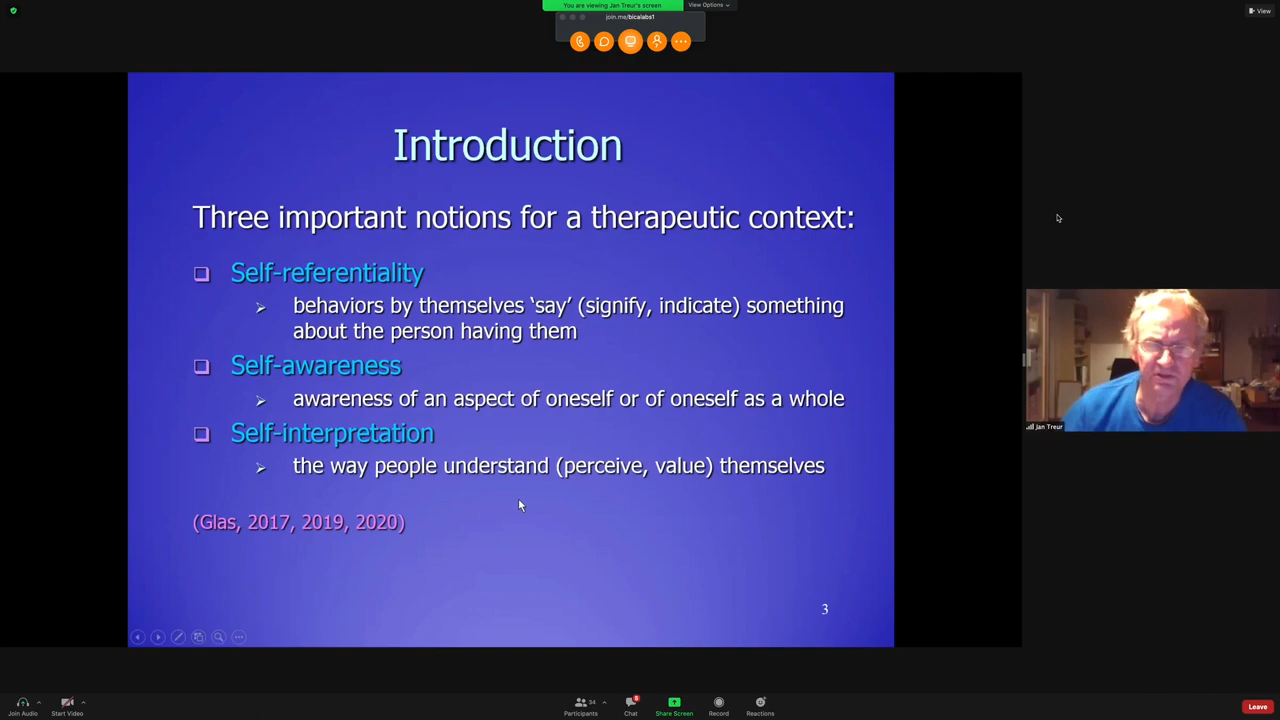 You are viewing Jan Treur's screen
View Options
join.me/bicalabs1
View
Introduction
Three important notions for a therapeutic context:
Self-referentiality
behaviors by themselves ‘say’ (signify, indicate) something
about the person having them
Self-awareness
awareness of an aspect of oneself or of oneself as a whole
Self-interpretation
the way people understand (perceive, value) themselves
(Glas, 2017, 2019, 2020)
3
Jan Treur
Join Audio
Start Video
34
Participants
8
Chat
Share Screen
Record
Reactions
Leave